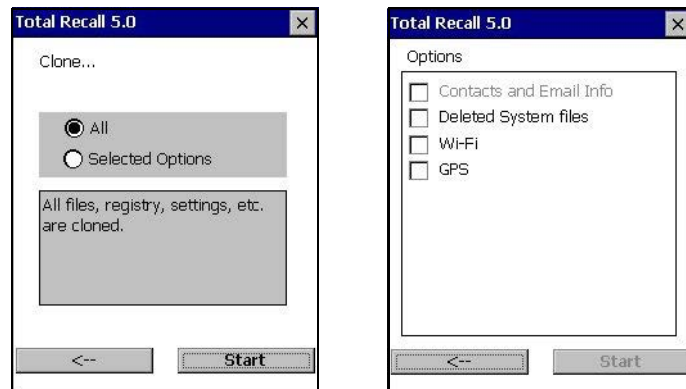 Total Recall 5.0
Clone...
All
Selected Options
All files, registry, settings, etc.
are cloned.
<--
Start
Total Recall 5.0
Options
Contacts and Email Info
Deleted System files
Wi-Fi
GPS
<--
Start